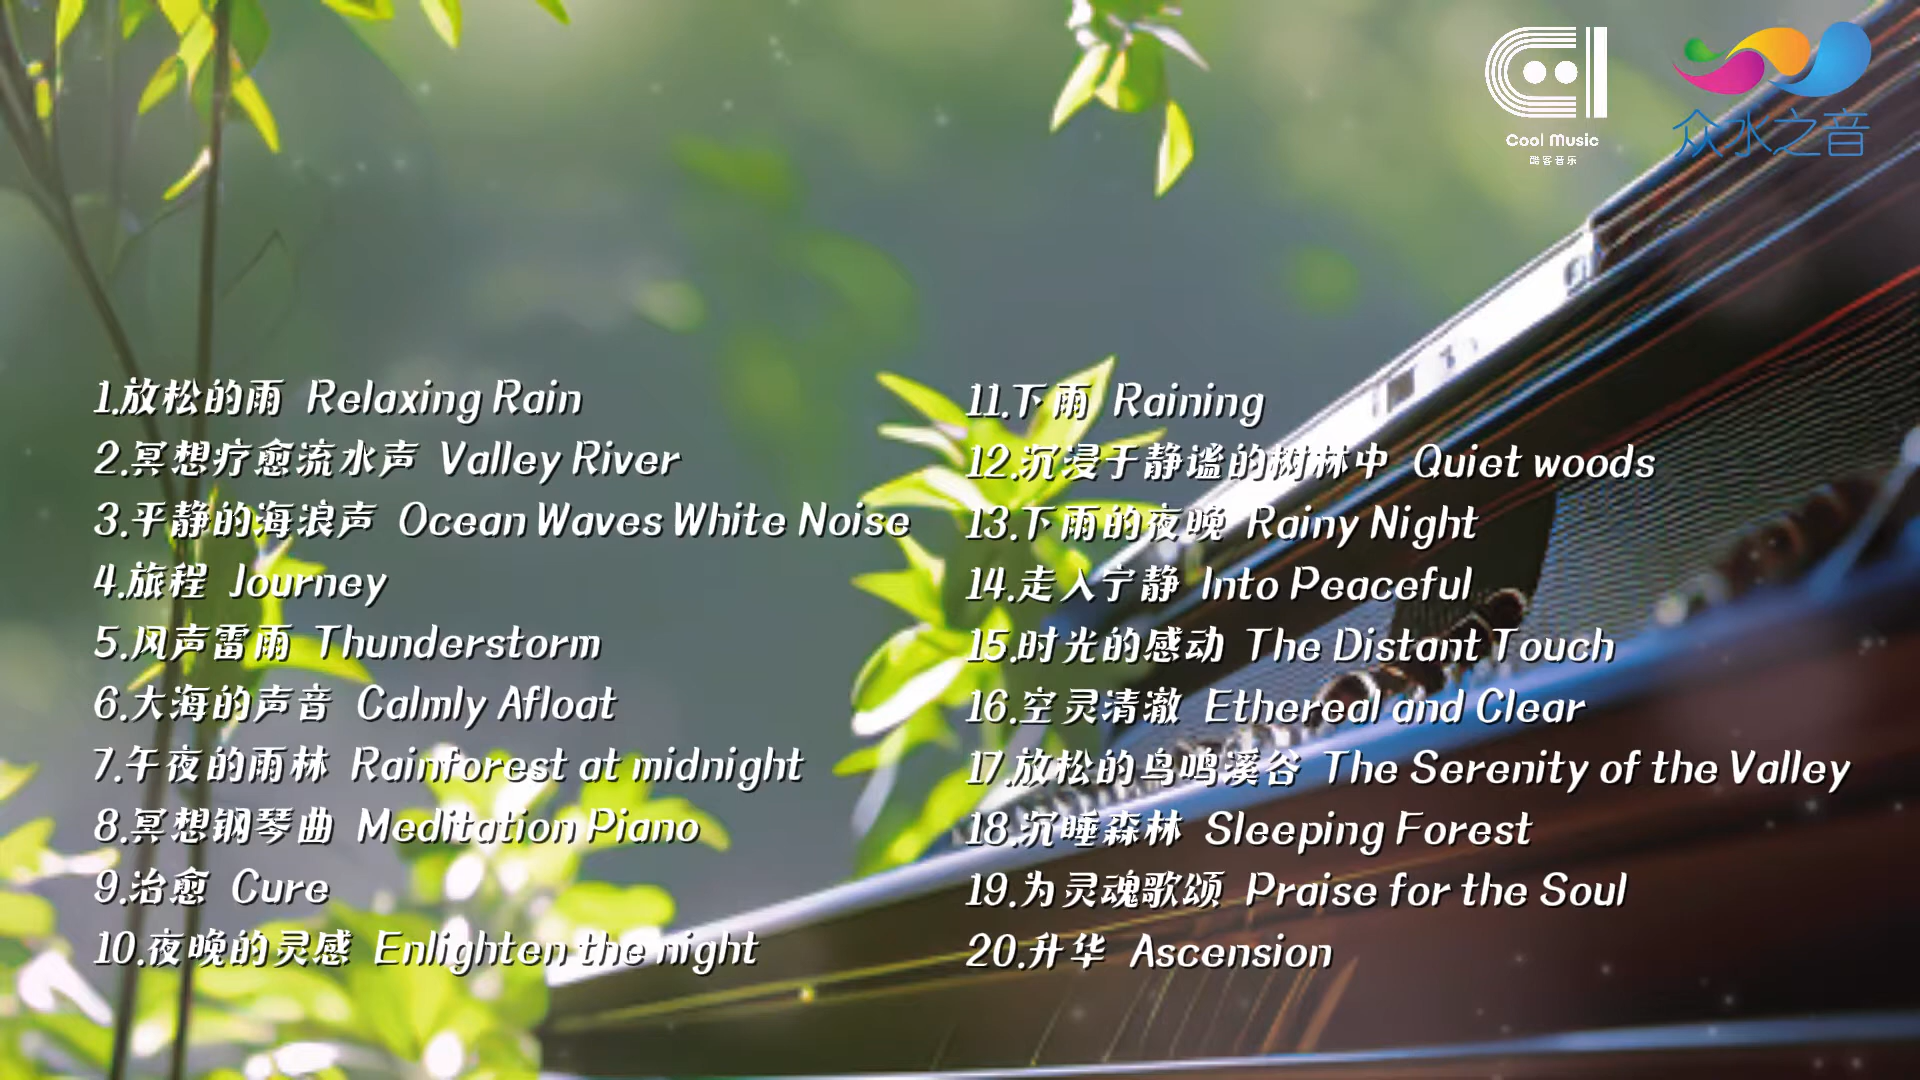 Cool Music
酷客音乐
众水之音
1.放松的雨 Relaxing Rain
2.冥想疗愈流水声 Valley River
3.平静的海浪声 Ocean Waves White Noise
4.旅程 Journey
5.风声雷雨 Thunderstorm
6.大海的声音 Calmly Afloat
7.午夜的雨林 Rainforest at midnight
8.冥想钢琴曲 Meditation Piano
9.治愈 Cure
10.夜晚的灵感 Enlighten the night
11.下雨 Raining
12.沉浸于静谧的树林中 Quiet woods
13.下雨的夜晚 Rainy Night
14.走入宁静 Into Peaceful
15.时光的感动 The Distant Touch
16.空灵清澈 Ethereal and Clear
17.放松的鸟鸣溪谷 The Serenity of the Valley
18.沉睡森林 Sleeping Forest
19.为灵魂歌颂 Praise for the Soul
20.升华 Ascension